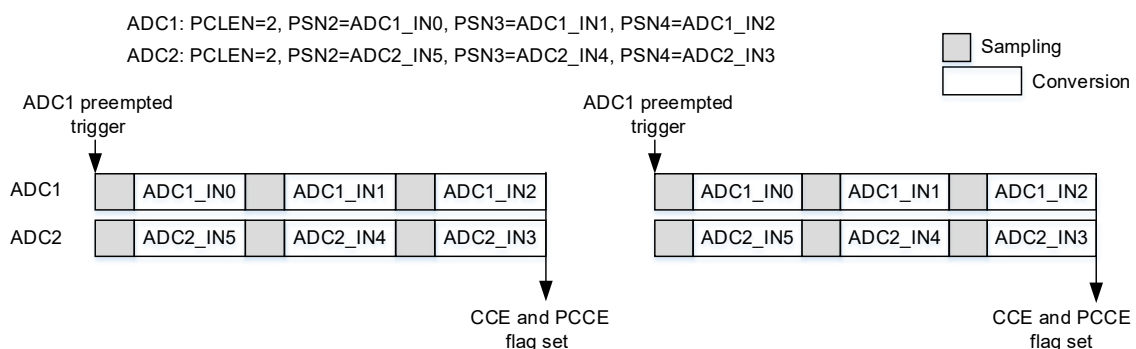 ADC1: PCLEN=2, PSN2=ADC1_IN0, PSN3=ADC1_IN1, PSN4=ADC1_IN2
ADC2: PCLEN=2, PSN2=ADC2_IN5, PSN3=ADC2_IN4, PSN4=ADC2_IN3
Sampling
Conversion
ADC1 preempted
trigger
ADC1 preempted
trigger
ADC1 ADC1_IN0 ADC1_IN1 ADC1_IN2 ADC1_IN0 ADC1_IN1 ADC1_IN2
ADC2 ADC2_IN5 ADC2_IN4 ADC2_IN3 ADC2_IN5 ADC2_IN4 ADC2_IN3
CCE and PCCE
flag set
CCE and PCCE
flag set